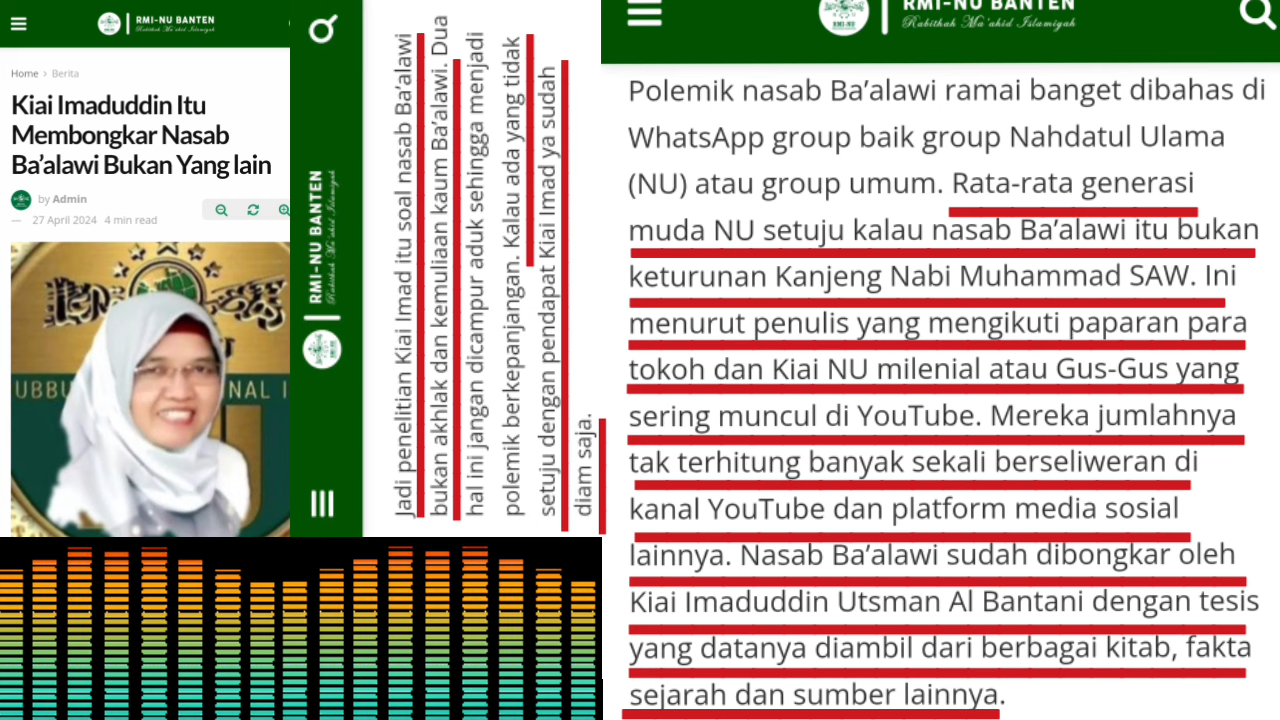 RMI-NU BANTEN
Rabithah Ma'ahid Islamiyah
Home > Berita
Kiai Imaduddin Itu
Membongkar Nasab
Ba’alawi Bukan Yang lain
by Admin
— 27 April 2024 4 min read
RMI-NU BANTEN
Rabithah Ma'ahid Islamiyah
Jadi penelitian Kiai Imad itu soal nasab Ba’alawi
bukan akhlak dan kemuliaan kaum Ba’alawi. Dua
hal ini jangan dicampur aduk sehingga menjadi
polemik berkepanjangan. Kalau ada yang tidak
setuju dengan pendapat Kiai Imad ya sudah
diam saja.
RMI-NU BANTEN
Rabithah Ma'ahid Islamiyah
Polemik nasab Ba’alawi ramai banget dibahas di
WhatsApp group baik group Nahdatul Ulama
(NU) atau group umum. Rata-rata generasi
muda NU setuju kalau nasab Ba’alawi itu bukan
keturunan Kanjeng Nabi Muhammad SAW. Ini
menurut penulis yang mengikuti paparan para
tokoh dan Kiai NU milenial atau Gus-Gus yang
sering muncul di YouTube. Mereka jumlahnya
tak terhitung banyak sekali berseliweran di
kanal YouTube dan platform media sosial
lainnya. Nasab Ba’alawi sudah dibongkar oleh
Kiai Imaduddin Utsman Al Bantani dengan tesis
yang datanya diambil dari berbagai kitab, fakta
sejarah dan sumber lainnya.